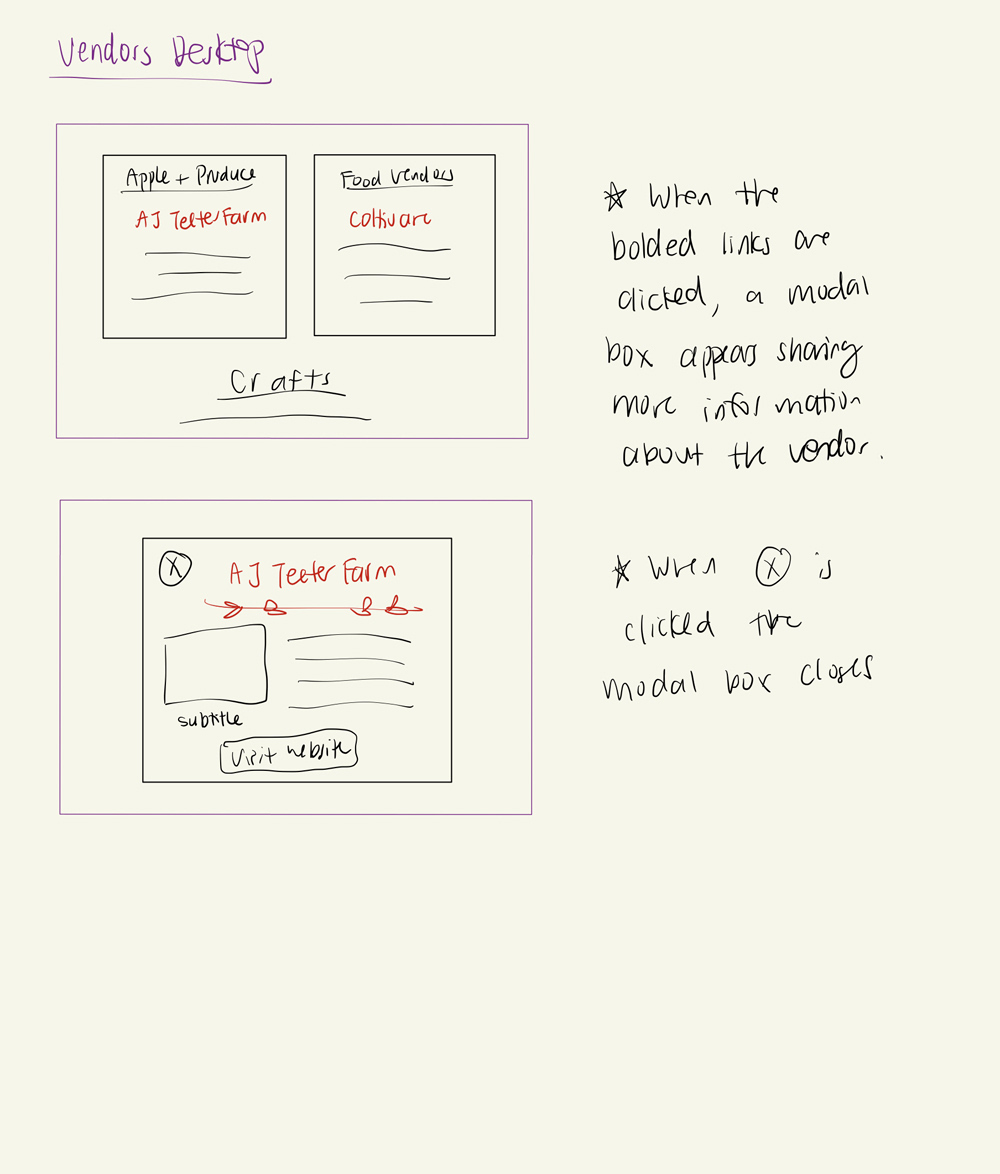 Vendors Desktop
Apple + Produce
AJ Teeter Farm
Food Vendors
Coltivare
Crafts
* When the
bolded links are
clicked, a modal
box appears sharing
more information
about the vendor.
X
AJ Teeter Farm
subtitle
Visit website
* When X is
clicked the
modal box closes